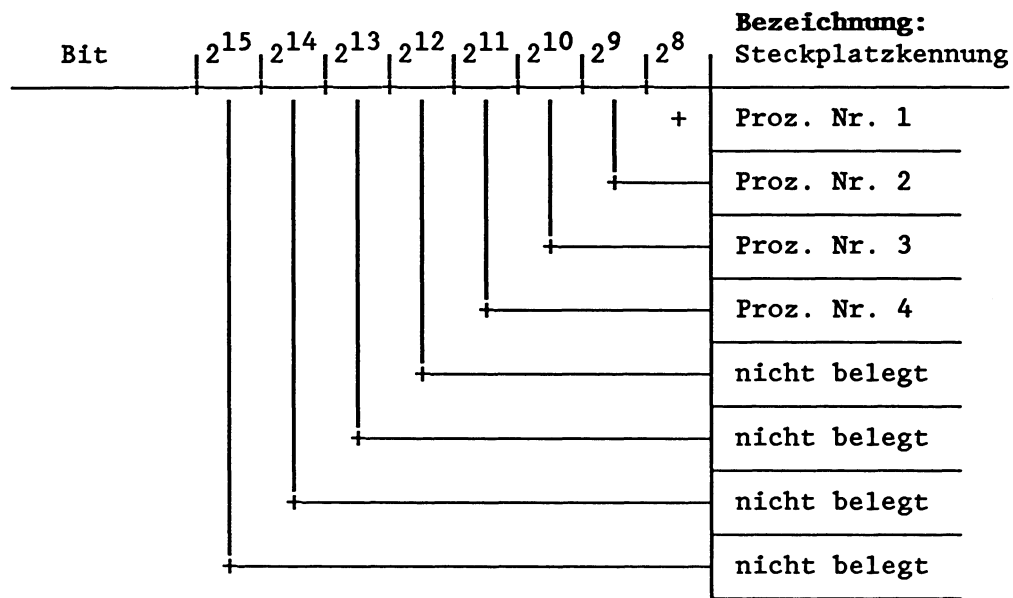 Bezeichnung:
Bit 2^15 2^14 2^13 2^12 2^11 2^10 2^9 2^8 Steckplatzkennung
Proz. Nr. 1
Proz. Nr. 2
Proz. Nr. 3
Proz. Nr. 4
nicht belegt
nicht belegt
nicht belegt
nicht belegt